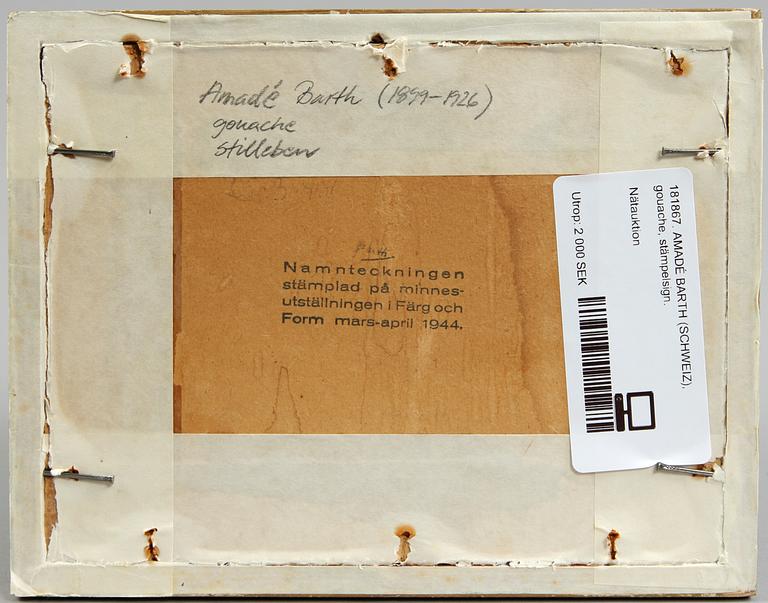 Amadé Barth (1899-1926)
gouache
Stilleben
Barth
Namnteckningen
stämplad på minnes-
utställningen i Färg och
Form mars-april 1944.
181867. AMADÉ BARTH (SCHWEIZ).
gouache, stämpelsign.
Nätauktion
Utrop: 2 000 SEK